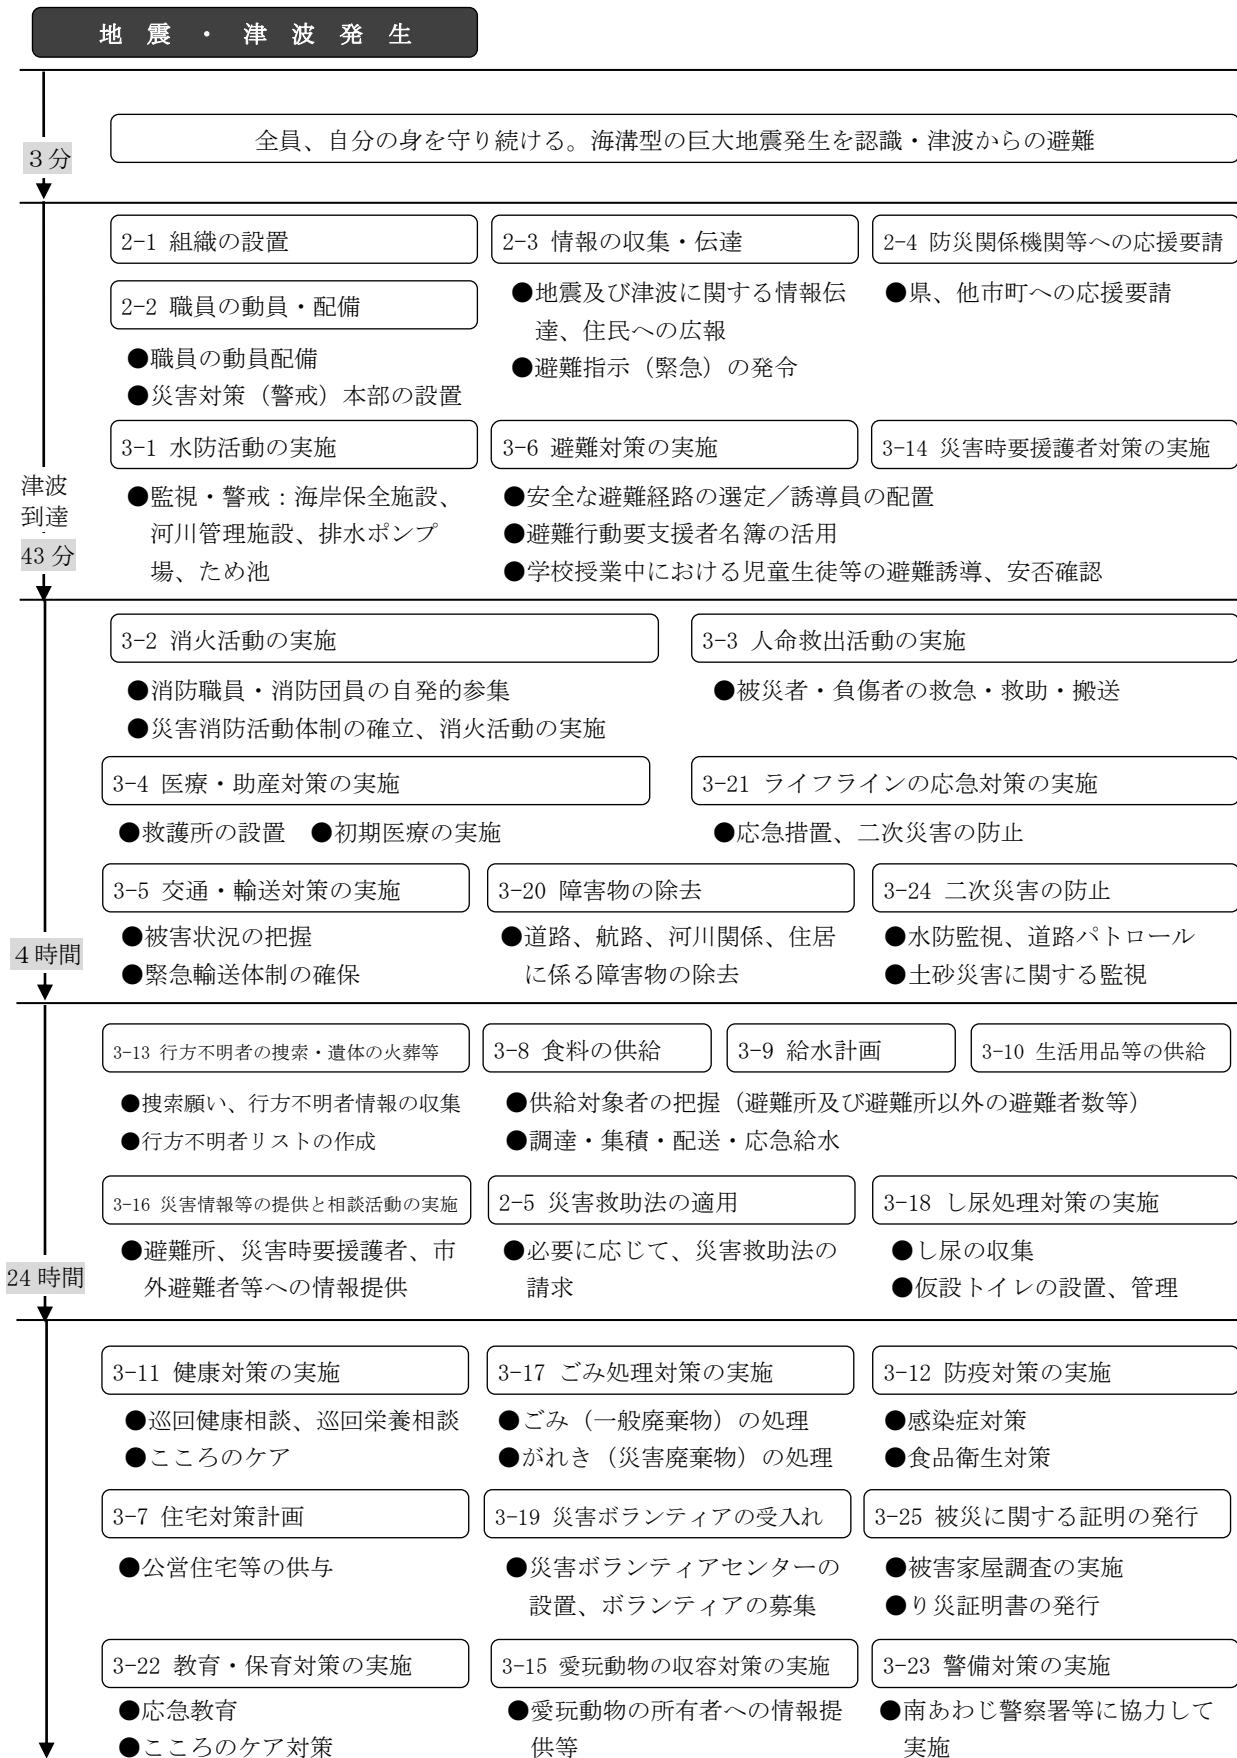 地震・津波発生
3分
全員、自分の身を守り続ける。海溝型の巨大地震発生を認識・津波からの避難
2-1 組織の設置
2-3 情報の収集・伝達
2-4 防災関係機関等への応援要請
●地震及び津波に関する情報伝
達、住民への広報
●避難指示（緊急）の発令
●県、他市町への応援要請
2-2 職員の動員・配備
●職員の動員配備
●災害対策（警戒）本部の設置
3-1 水防活動の実施
3-6 避難対策の実施
3-14 災害時要援護者対策の実施
津波
到達
43分
●監視・警戒：海岸保全施設、
河川管理施設、排水ポンプ
場、ため池
●安全な避難経路の選定／誘導員の配置
●避難行動要支援者名簿の活用
●学校授業中における児童生徒等の避難誘導、安否確認
3-2 消火活動の実施
3-3 人命救出活動の実施
●消防職員・消防団員の自発的参集
●災害消防活動体制の確立、消火活動の実施
●被災者・負傷者の救急・救助・搬送
3-4 医療・助産対策の実施
3-21 ライフラインの応急対策の実施
●救護所の設置 ●初期医療の実施
●応急措置、二次災害の防止
3-5 交通・輸送対策の実施
3-20 障害物の除去
3-24 二次災害の防止
4時間
●被害状況の把握
●緊急輸送体制の確保
●道路、航路、河川関係、住居
に係る障害物の除去
●水防監視、道路パトロール
●土砂災害に関する監視
3-13 行方不明者の捜索・遺体の火葬等
3-8 食料の供給
3-9 給水計画
3-10 生活用品等の供給
●捜索願い、行方不明者情報の収集
●行方不明者リストの作成
●供給対象者の把握（避難所及び避難所以外の避難者数等）
●調達・集積・配送・応急給水
3-16 災害情報等の提供と相談活動の実施
2-5 災害救助法の適用
3-18 し尿処理対策の実施
24時間
●避難所、災害時要援護者、市
外避難者等への情報提供
●必要に応じて、災害救助法の
請求
●し尿の収集
●仮設トイレの設置、管理
3-11 健康対策の実施
3-17 ごみ処理対策の実施
3-12 防疫対策の実施
●巡回健康相談、巡回栄養相談
●こころのケア
●ごみ（一般廃棄物）の処理
●がれき（災害廃棄物）の処理
●感染症対策
●食品衛生対策
3-7 住宅対策計画
3-19 災害ボランティアの受入れ
3-25 被災に関する証明の発行
●公営住宅等の供与
●災害ボランティアセンターの
設置、ボランティアの募集
●被害家屋調査の実施
●り災証明書の発行
3-22 教育・保育対策の実施
3-15 愛玩動物の収容対策の実施
3-23 警備対策の実施
●応急教育
●こころのケア対策
●愛玩動物の所有者への情報提
供等
●南あわじ警察署等に協力して
実施